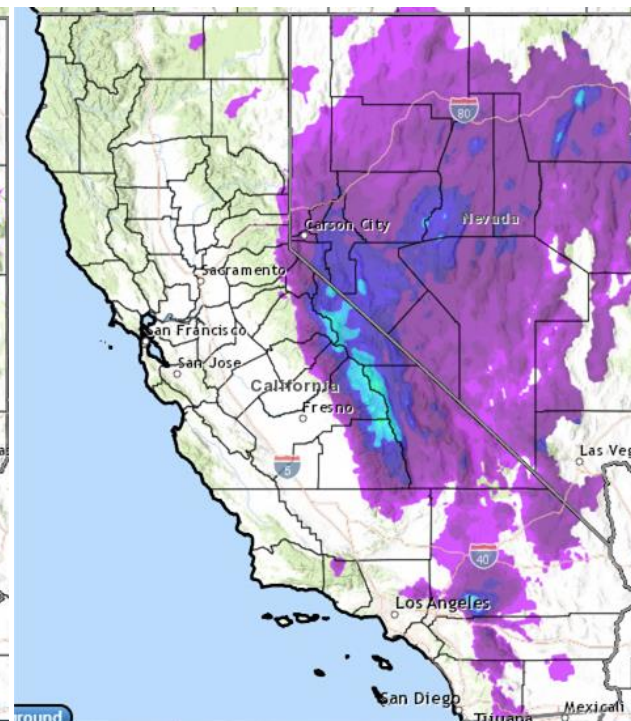 80
Nevada
Carson City
Sacramento
San Francisco
San Jose
California
Fresno
5
Las Veg
40
Los Angeles
San Diego
Tijuana
Mexicali
round